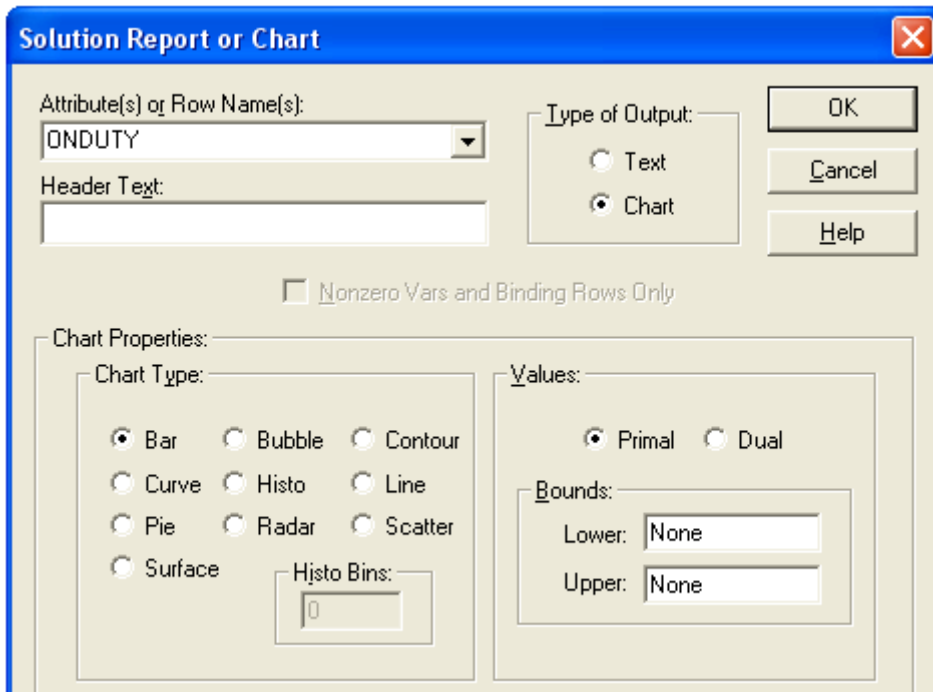 Solution Report or Chart
Attribute(s) or Row Name(s):
ONDUTY
Header Text:
Type of Output:
Text
Chart
OK
Cancel
Help
Nonzero Vars and Binding Rows Only
Chart Properties:
Chart Type:
Bar Bubble Contour
Curve Histo Line
Pie Radar Scatter
Surface
Histo Bins:
0
Values:
Primal Dual
Bounds:
Lower: None
Upper: None